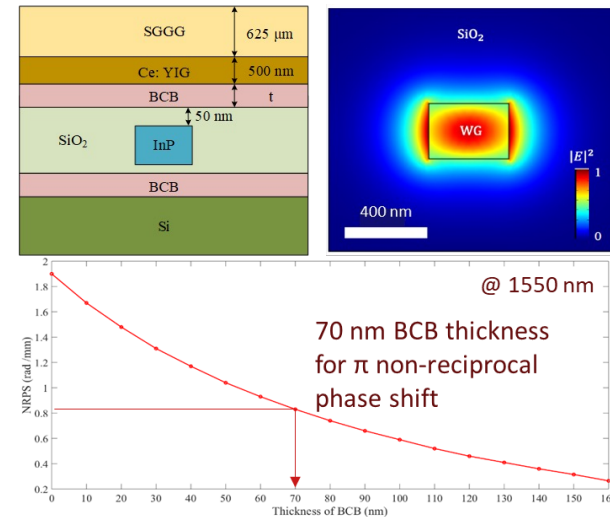 SGGG
625 μm
Ce: YIG
500 nm
BCB
t
50 nm
SiO2
InP
BCB
Si
SiO2
WG
|E|²
1
0
400 nm
@ 1550 nm
70 nm BCB thickness
for π non-reciprocal
phase shift
NRPS (rad/mm)
2
1.8
1.6
1.4
1.2
1
0.8
0.6
0.4
0.2
0 10 20 30 40 50 60 70 80 90 100 110 120 130 140 150 160
Thickness of BCB (nm)